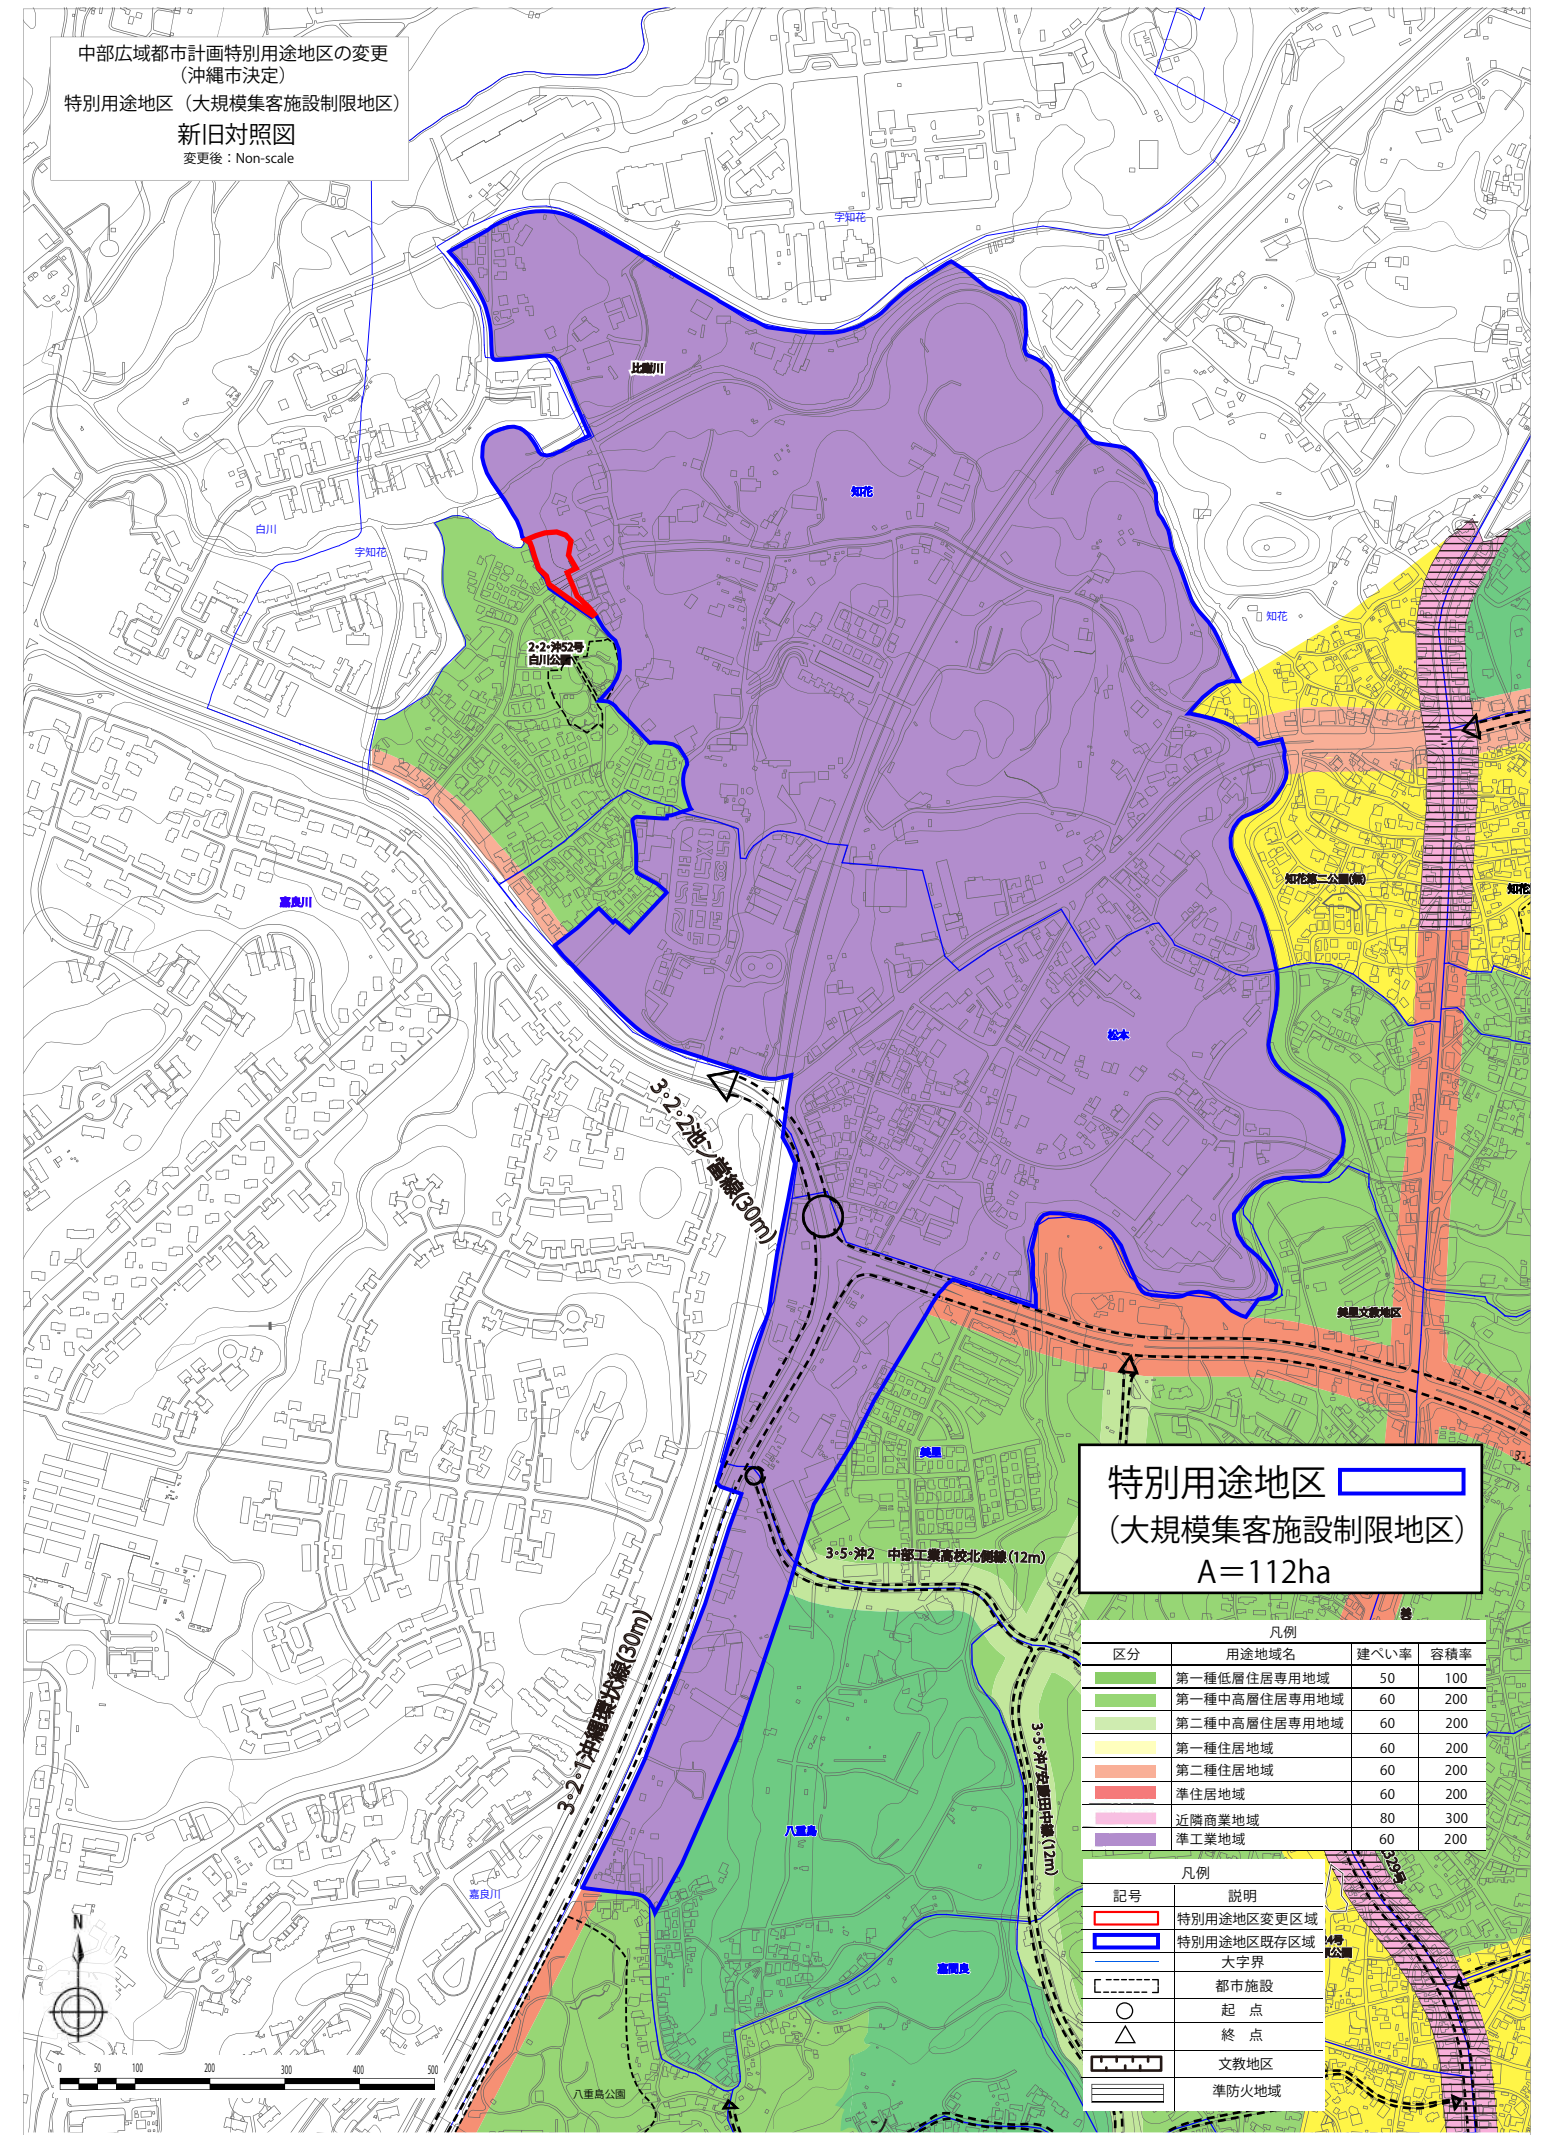 中部広域都市計画特別用途地区の変更
（沖縄市決定）
特別用途地区（大規模集客施設制限地区）
新旧対照図
変更後：Non-scale
字知花
比謝川
知花
白川
字知花
知花
2・2・沖52号
白川公園
知花第二公園(街)
知花
嘉良川
松本
3・2・2池ン當線(30m)
美里文教地区
美里
特別用途地区
（大規模集客施設制限地区）
A＝112ha
3・5・沖2　中部工業高校北側線(12m)
3・2・1沖縄環状線(30m)
3・5・沖7安慶田中線(12m)
八重島
嘉良川
嘉間良
八重島公園
329号
凡例
区分 用途地域名 建ぺい率 容積率
第一種低層住居専用地域 50 100
第一種中高層住居専用地域 60 200
第二種中高層住居専用地域 60 200
第一種住居地域 60 200
第二種住居地域 60 200
準住居地域 60 200
近隣商業地域 80 300
準工業地域 60 200
凡例
記号 説明
特別用途地区変更区域
特別用途地区既存区域
大字界
都市施設
起　点
終　点
文教地区
準防火地域
N
0 50 100 200 300 400 500